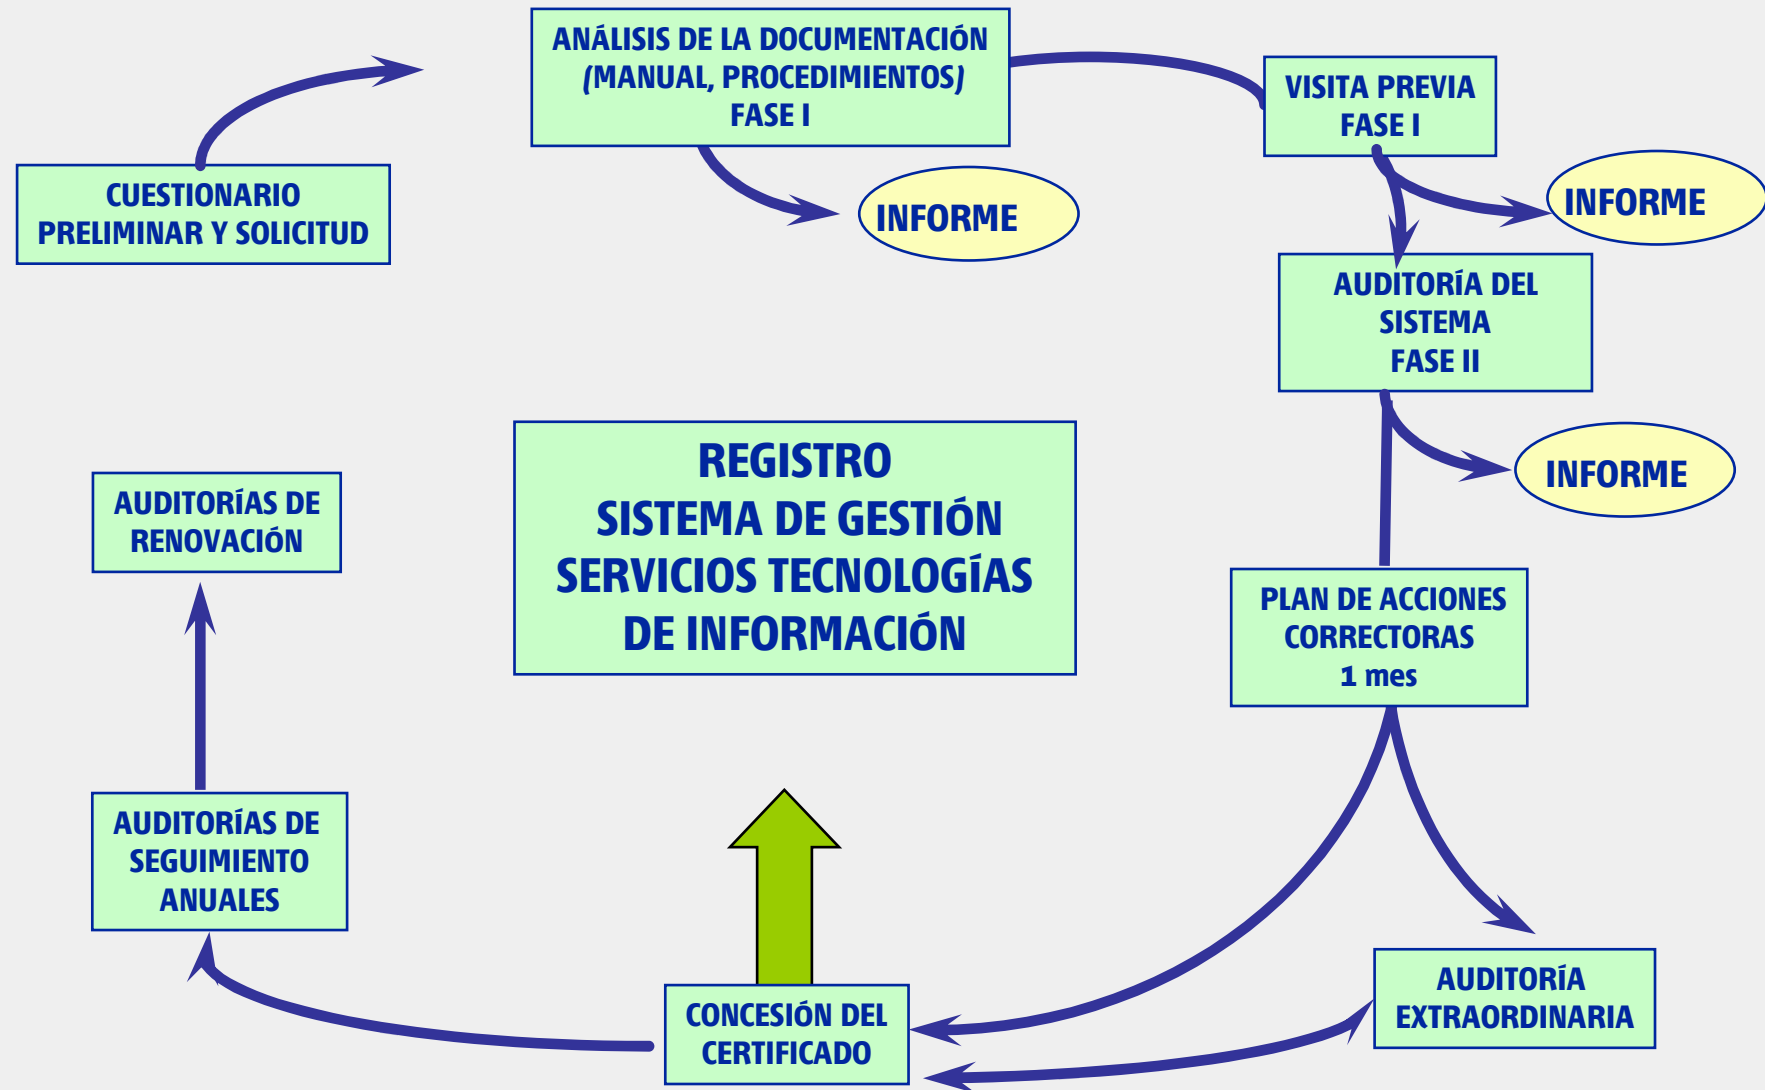 ANÁLISIS DE LA DOCUMENTACIÓN
(MANUAL, PROCEDIMIENTOS)
FASE I
VISITA PREVIA
FASE I
CUESTIONARIO
PRELIMINAR Y SOLICITUD
INFORME
INFORME
AUDITORÍA DEL
SISTEMA
FASE II
INFORME
REGISTRO
SISTEMA DE GESTIÓN
SERVICIOS TECNOLOGÍAS
DE INFORMACIÓN
AUDITORÍAS DE
RENOVACIÓN
PLAN DE ACCIONES
CORRECTORAS
1 mes
AUDITORÍAS DE
SEGUIMIENTO
ANUALES
CONCESIÓN DEL
CERTIFICADO
AUDITORÍA
EXTRAORDINARIA